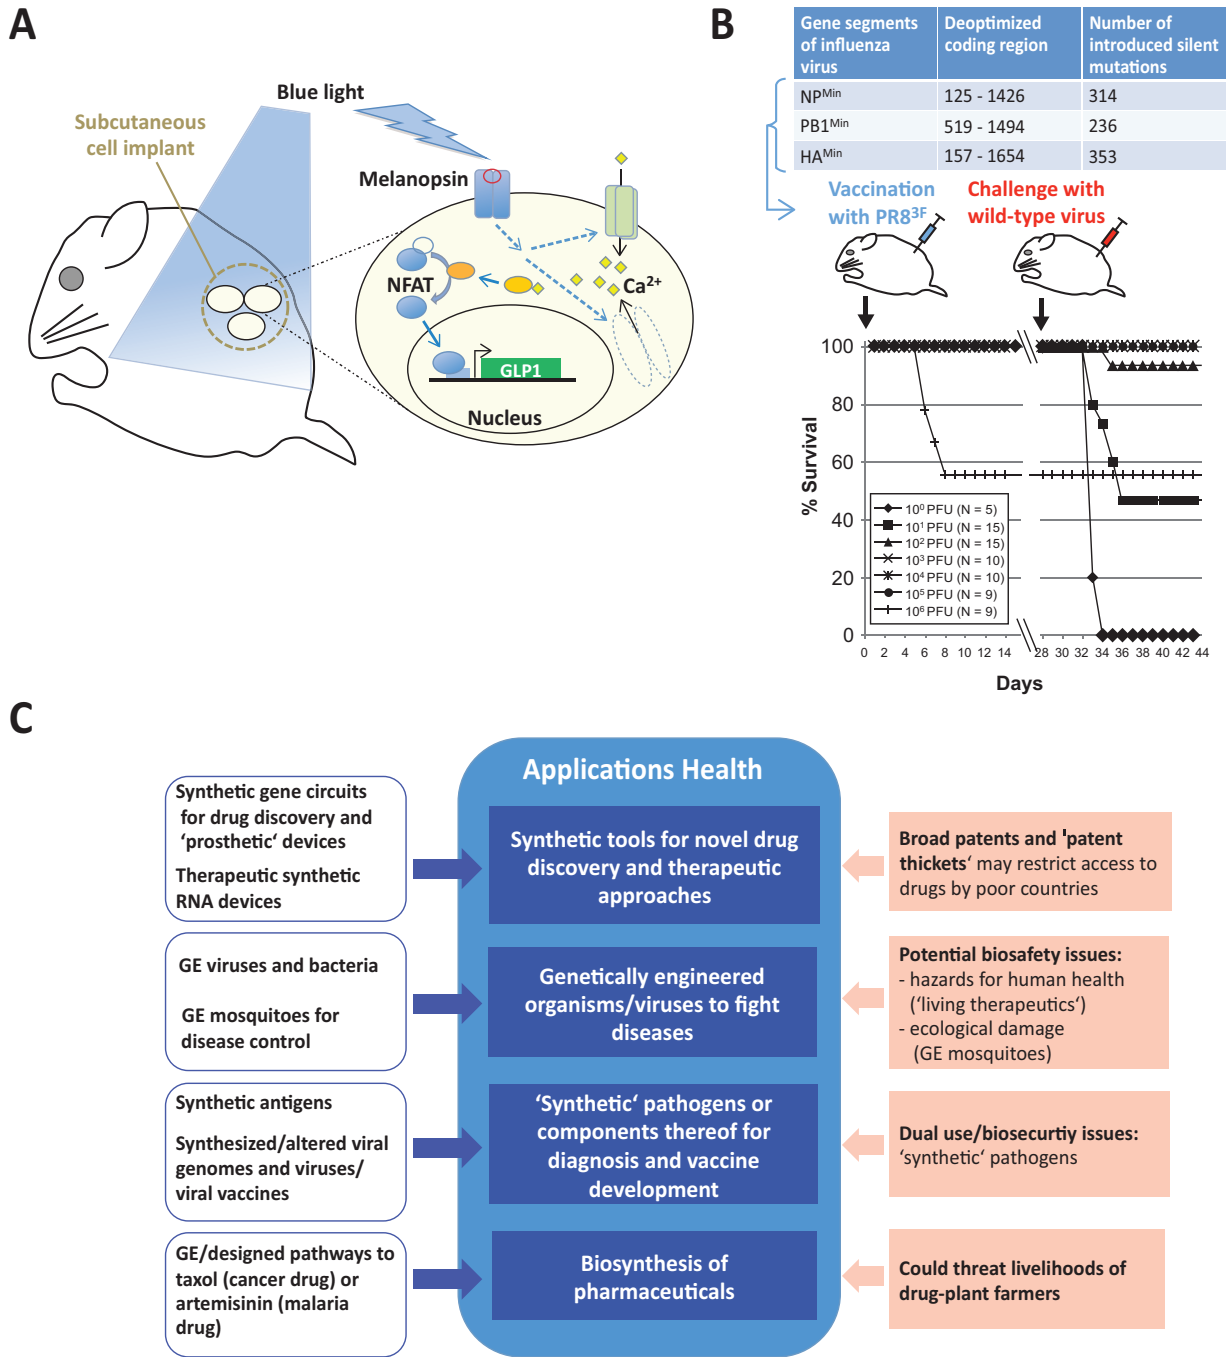 A
Blue light
Subcutaneous
cell implant
Melanopsin
NFAT
Ca²⁺
GLP1
Nucleus
B
Gene segments
of influenza
virus
Deoptimized
coding region
Number of
introduced silent
mutations
NPᴹⁱⁿ 125 - 1426 314
PB1ᴹⁱⁿ 519 - 1494 236
HAᴹⁱⁿ 157 - 1654 353
Vaccination
with PR8³ᶠ
Challenge with
wild-type virus
% Survival
100
80
60
40
20
0
10⁰ PFU (N = 5)
10¹ PFU (N = 15)
10² PFU (N = 15)
10³ PFU (N = 10)
10⁴ PFU (N = 10)
10⁵ PFU (N = 9)
10⁶ PFU (N = 9)
0 2 4 6 8 10 12 14 28 30 32 34 36 38 40 42 44
Days
C
Applications Health
Synthetic gene circuits
for drug discovery and
‘prosthetic‘ devices
Therapeutic synthetic
RNA devices
Synthetic tools for novel drug
discovery and therapeutic
approaches
Broad patents and 'patent
thickets‘ may restrict access to
drugs by poor countries
GE viruses and bacteria
GE mosquitoes for
disease control
Genetically engineered
organisms/viruses to fight
diseases
Potential biosafety issues:
- hazards for human health
(‘living therapeutics‘)
- ecological damage
(GE mosquitoes)
Synthetic antigens
Synthesized/altered viral
genomes and viruses/
viral vaccines
‘Synthetic‘ pathogens or
components thereof for
diagnosis and vaccine
development
Dual use/biosecurtiy issues:
‘synthetic‘ pathogens
GE/designed pathways to
taxol (cancer drug) or
artemisinin (malaria
drug)
Biosynthesis of
pharmaceuticals
Could threat livelihoods of
drug-plant farmers